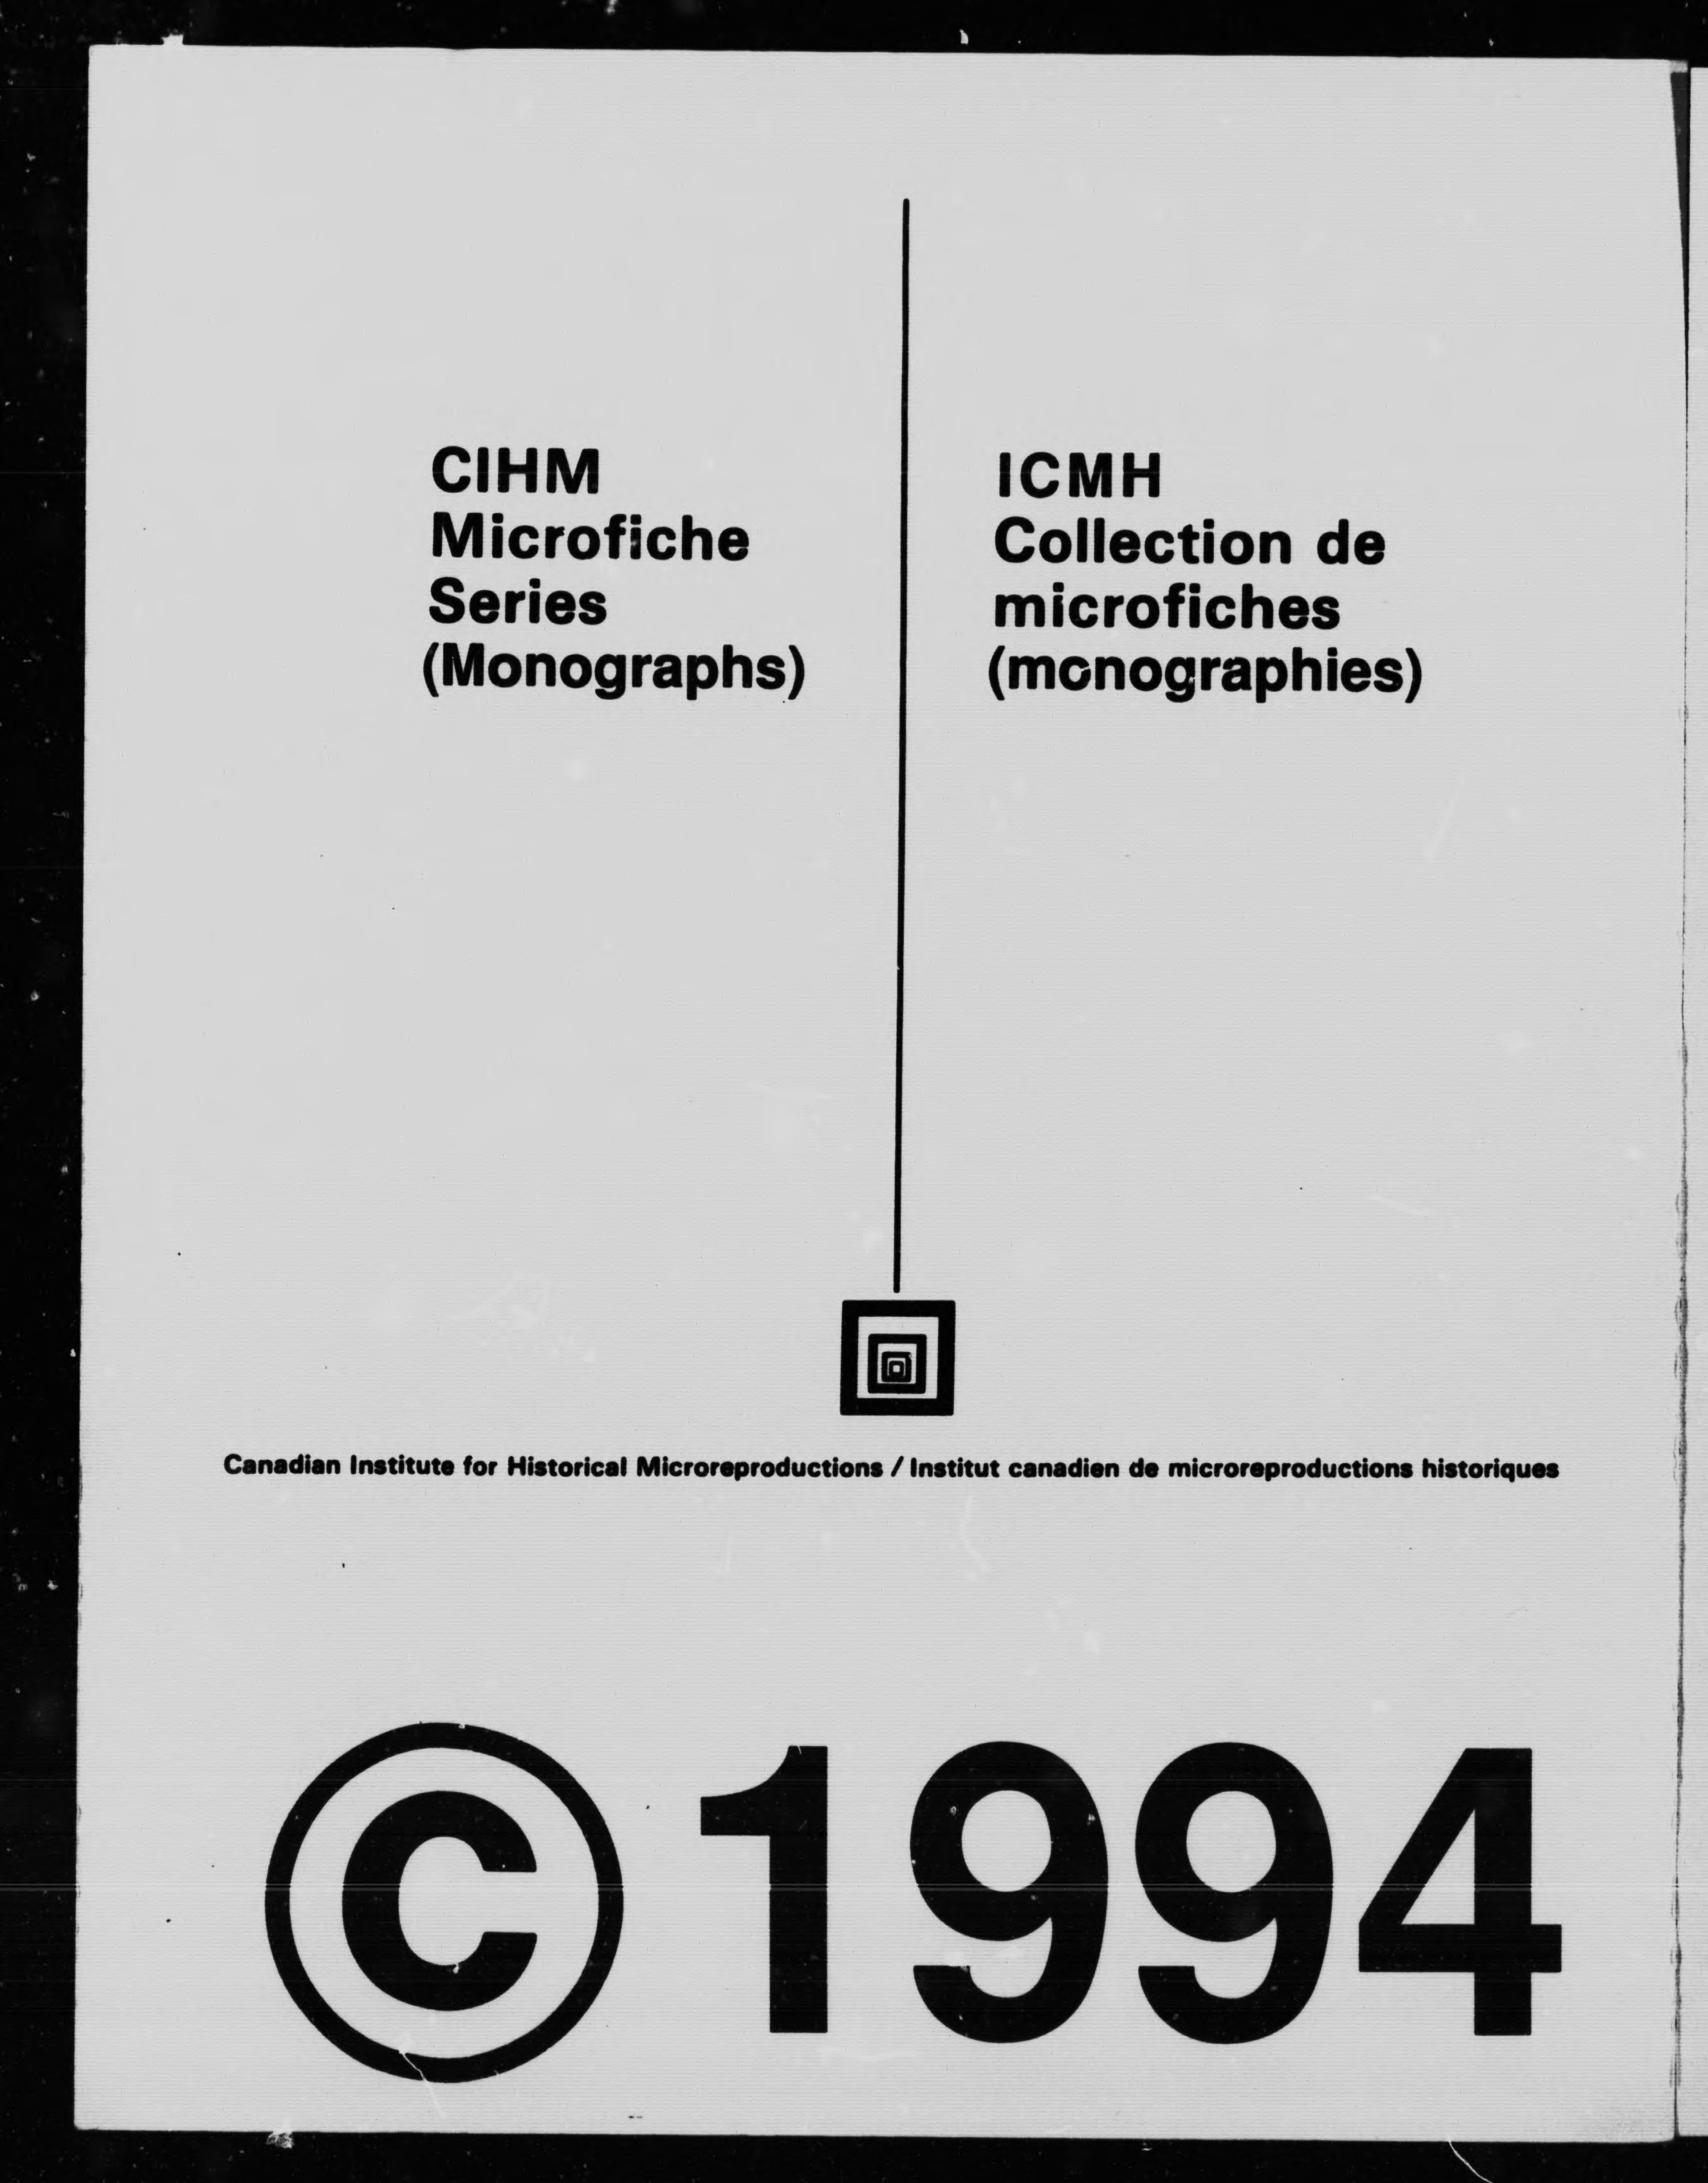 CIHM
Microfiche
Series
(Monographs)
ICMH
Collection de
microfiches
(monographies)
Canadian Institute for Historical Microreproductions / Institut canadien de microreproductions historiques
© 1994